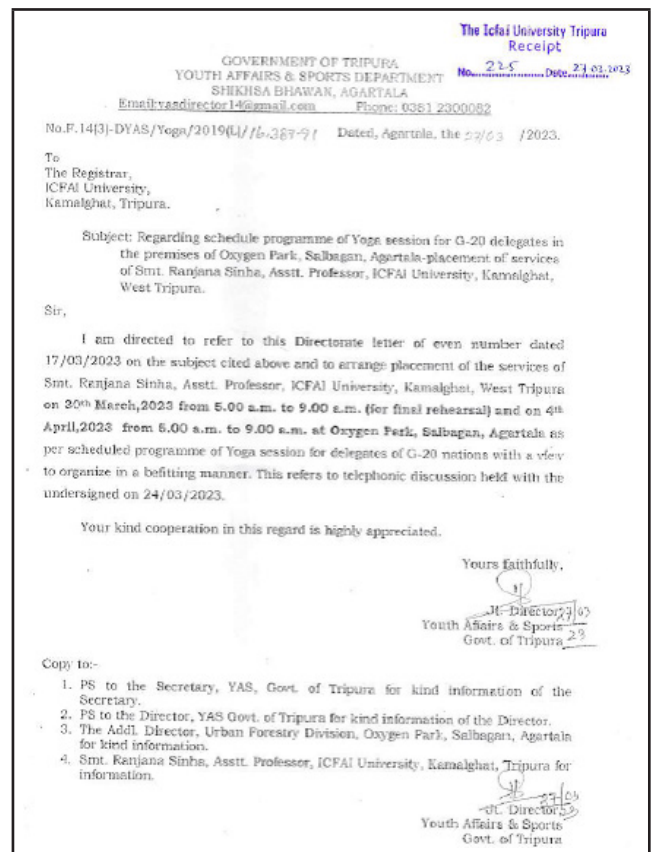 The Icfai University Tripura
Receipt
No. 225 Date 27.03.2023
GOVERNMENT OF TRIPURA
YOUTH AFFAIRS & SPORTS DEPARTMENT
SHIKHSA BHAWAN, AGARTALA
Email:yasdirector14@gmail.com Phone: 0381 2300082
No.F.14(3)-DYAS/Yoga/2019(L)/16,387-91 Dated, Agartala, the 27/03 /2023.
To
The Registrar,
ICFAI University,
Kamalghat, Tripura.
Subject: Regarding schedule programme of Yoga session for G-20 delegates in
the premises of Oxygen Park, Salbagan, Agartala-placement of services
of Smt. Ranjana Sinha, Asstt. Professor, ICFAI University, Kamalghat,
West Tripura.
Sir,
I am directed to refer to this Directorate letter of even number dated
17/03/2023 on the subject cited above and to arrange placement of the services of
Smt. Ranjana Sinha, Asstt. Professor, ICFAI University, Kamalghat, West Tripura
on 30th March,2023 from 5.00 a.m. to 9.00 a.m. (for final rehearsal) and on 4th
April,2023 from 5.00 a.m. to 9.00 a.m. at Oxygen Park, Salbagan, Agartala as
per scheduled programme of Yoga session for delegates of G-20 nations with a view
to organize in a befitting manner. This refers to telephonic discussion held with the
undersigned on 24/03/2023.
Your kind cooperation in this regard is highly appreciated.
Yours faithfully,
Jt. Director 27/03
Youth Affairs & Sports
Govt. of Tripura 23
Copy to:-
1. PS to the Secretary, YAS, Govt. of Tripura for kind information of the
Secretary.
2. PS to the Director, YAS Govt. of Tripura for kind information of the Director.
3. The Addl. Director, Urban Forestry Division, Oxygen Park, Salbagan, Agartala
for kind information.
4. Smt. Ranjana Sinha, Asstt. Professor, ICFAI University, Kamalghat, Tripura for
information.
27/03
Jt. Director 23
Youth Affairs & Sports
Govt. of Tripura